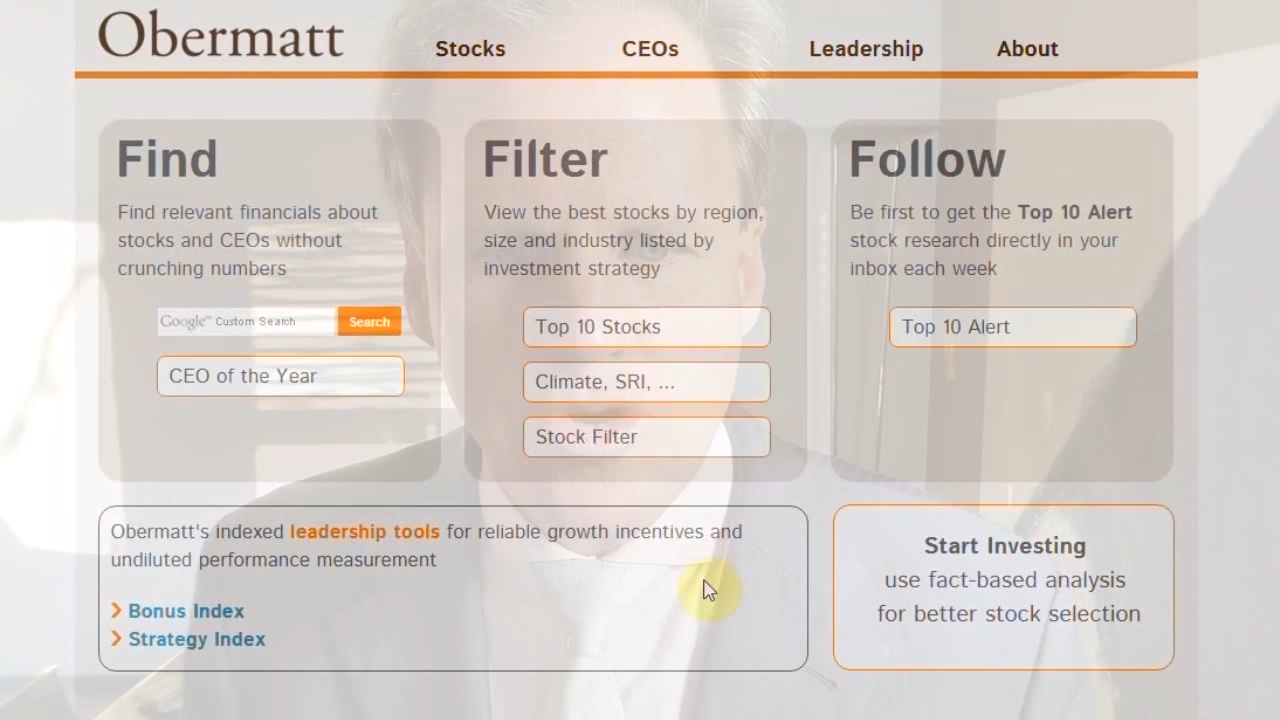 Obermatt
Stocks
CEOs
Leadership
About
Find
Find relevant financials about
stocks and CEOs without
crunching numbers
Google™ Custom Search
Search
CEO of the Year
Filter
View the best stocks by region,
size and industry listed by
investment strategy
Top 10 Stocks
Climate, SRI, ...
Stock Filter
Follow
Be first to get the Top 10 Alert
stock research directly in your
inbox each week
Top 10 Alert
Obermatt's indexed leadership tools for reliable growth incentives and
undiluted performance measurement
Bonus Index
Strategy Index
Start Investing
use fact-based analysis
for better stock selection